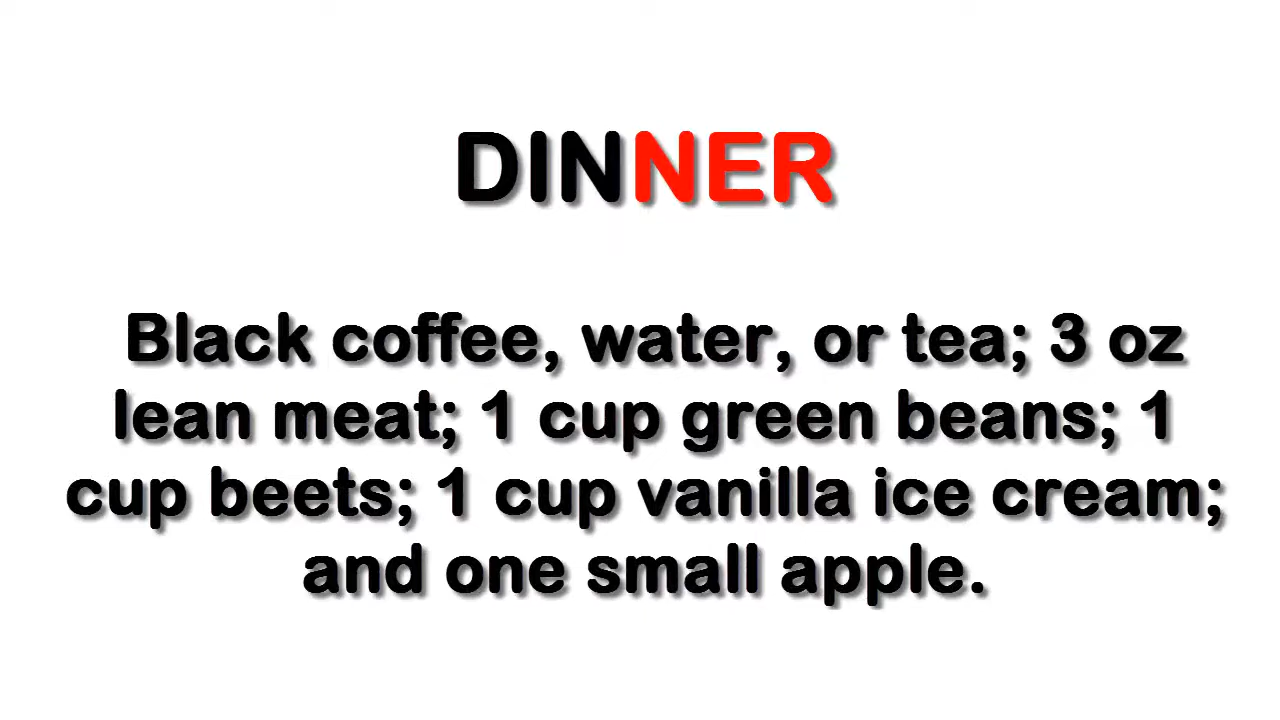 DINNER
Black coffee, water, or tea; 3 oz
lean meat; 1 cup green beans; 1
cup beets; 1 cup vanilla ice cream;
and one small apple.